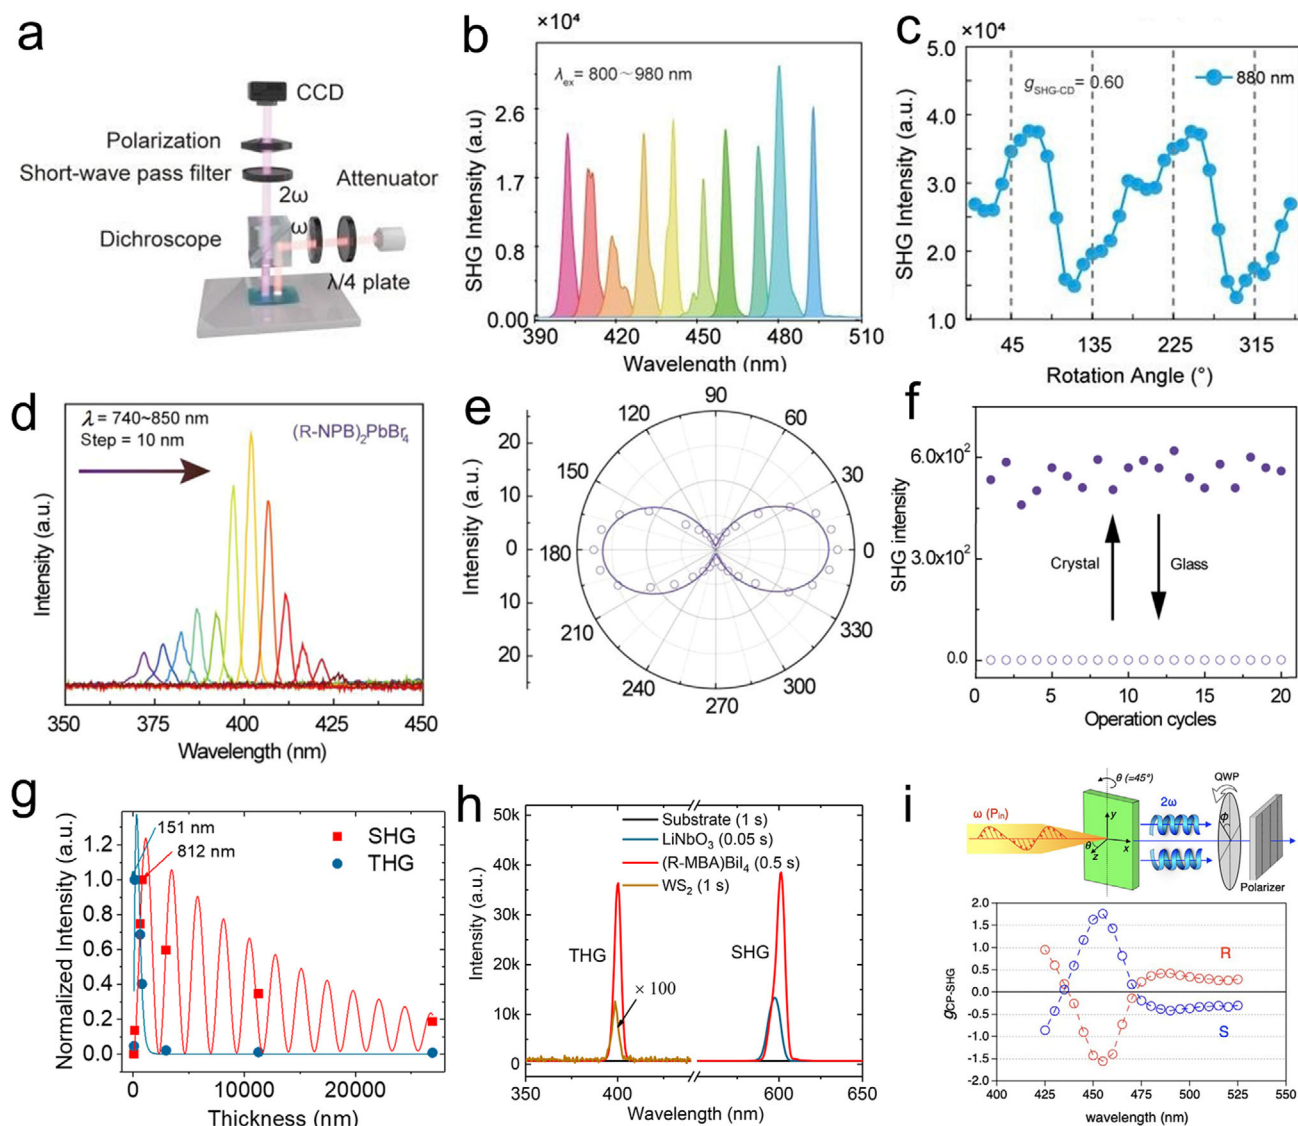 a
CCD
Polarization
Short-wave pass filter
2ω
Attenuator
ω
Dichroscope
λ/4 plate
b
×10⁴
λex= 800～980 nm
SHG Intensity (a.u)
2.6
1.7
0.8
0.00
390 420 450 480 510
Wavelength (nm)
c
×10⁴
gSHG-CD= 0.60
880 nm
SHG Intensity (a.u.)
5.0
4.0
3.0
2.0
1.0
45 135 225 315
Rotation Angle (°)
d
λ = 740~850 nm
Step = 10 nm
(R-NPB)2PbBr4
Intensity (a.u.)
350 375 400 425 450
Wavelength (nm)
e
Intensity (a.u.)
20
10
0
10
20
90
120 60
150 30
180 0
210 330
240 300
270
f
SHG intensity
6.0x10²
3.0x10²
0.0
Crystal
Glass
0 5 10 15 20
Operation cycles
g
Normalized Intensity (a.u.)
151 nm
812 nm
SHG
THG
1.2
1.0
0.8
0.6
0.4
0.2
0.0
0 10000 20000
Thickness (nm)
h
Intensity (a.u.)
50k
40k
30k
20k
10k
0
Substrate (1 s)
LiNbO3 (0.05 s)
(R-MBA)BiI4 (0.5 s)
WS2 (1 s)
THG
SHG
× 100
350 400 600 650
Wavelength (nm)
i
θ (=45°)
QWP
ω (Pin)
2ω
y
x
θ
z
ϕ
Polarizer
gCP-SHG
2.0
1.5
1.0
0.5
0.0
-0.5
-1.0
-1.5
-2.0
R
S
400 425 450 475 500 525 550
wavelength (nm)